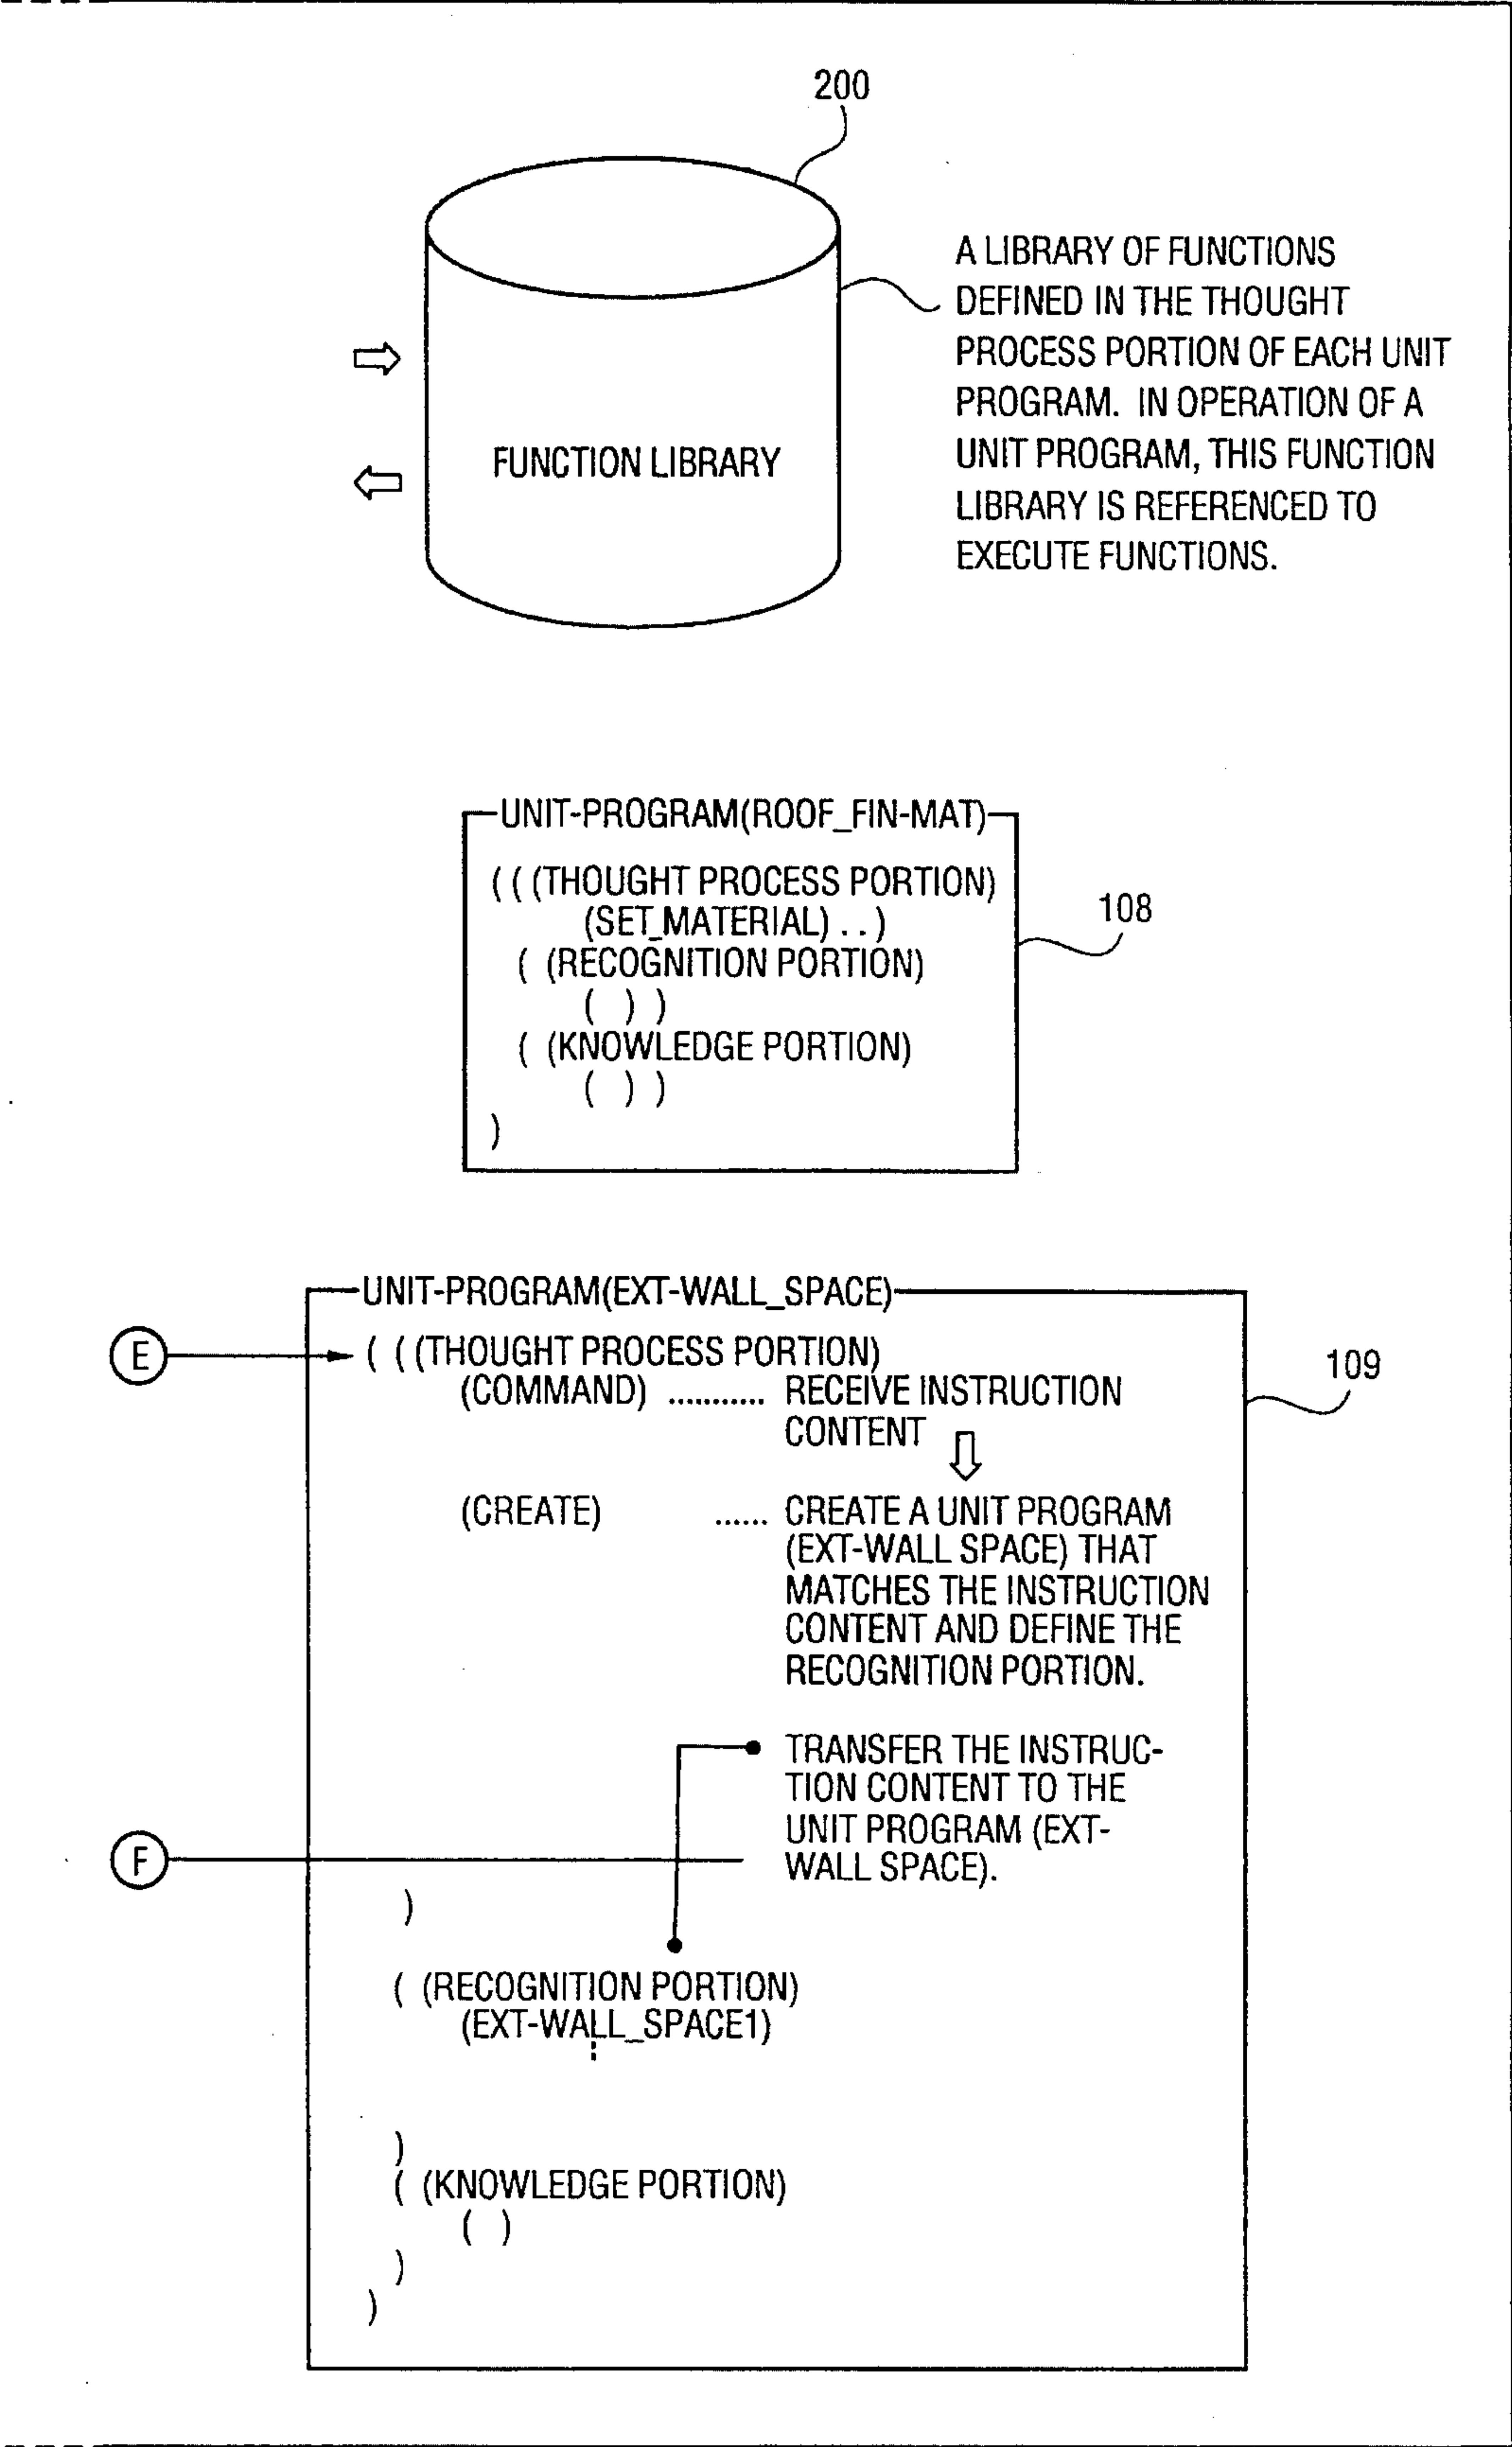 200
A LIBRARY OF FUNCTIONS
DEFINED IN THE THOUGHT
PROCESS PORTION OF EACH UNIT
PROGRAM. IN OPERATION OF A
UNIT PROGRAM, THIS FUNCTION
LIBRARY IS REFERENCED TO
EXECUTE FUNCTIONS.
FUNCTION LIBRARY
UNIT-PROGRAM(ROOF_FIN-MAT)
( ( (THOUGHT PROCESS PORTION)
(SET_MATERIAL) . . )
( (RECOGNITION PORTION)
( ) )
( (KNOWLEDGE PORTION)
( ) )
)
108
UNIT-PROGRAM(EXT-WALL_SPACE)
E
( ( (THOUGHT PROCESS PORTION)
109
(COMMAND) ........... RECEIVE INSTRUCTION
CONTENT
(CREATE) ...... CREATE A UNIT PROGRAM
(EXT-WALL SPACE) THAT
MATCHES THE INSTRUCTION
CONTENT AND DEFINE THE
RECOGNITION PORTION.
TRANSFER THE INSTRUC-
TION CONTENT TO THE
UNIT PROGRAM (EXT-
WALL SPACE).
F
)
( (RECOGNITION PORTION)
(EXT-WALL_SPACE1)
)
( (KNOWLEDGE PORTION)
( )
)
)